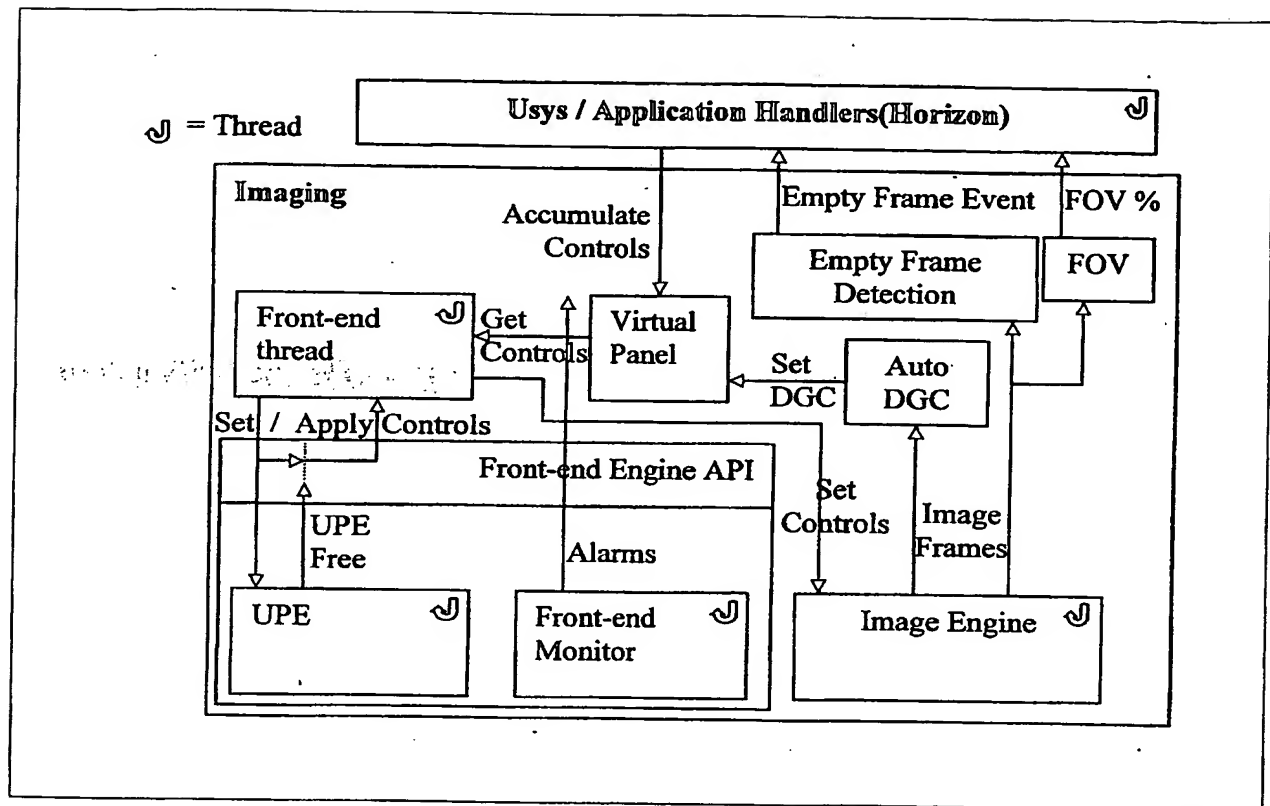 Usys / Application Handlers(Horizon)
= Thread
Imaging
Accumulate
Controls
Empty Frame Event
FOV %
Empty Frame
Detection
FOV
Front-end
thread
Get
Controls
Virtual
Panel
Set
DGC
Auto
DGC
Set / Apply Controls
Front-end Engine API
Set
Controls
Image
Frames
UPE
Free
Alarms
UPE
Front-end
Monitor
Image Engine